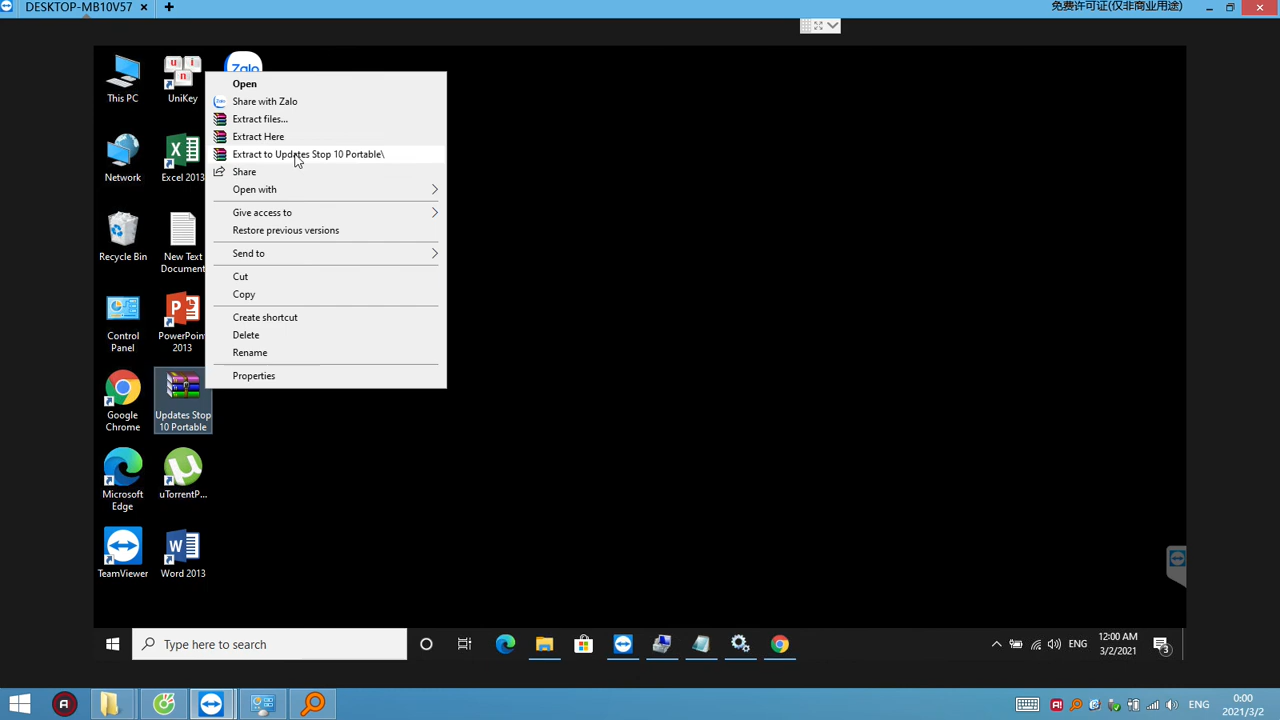 DESKTOP-MB10V57
免费许可证(仅非商业用途)
This PC
UniKey
Zalo
Open
Share with Zalo
Extract files...
Extract Here
Extract to Updates Stop 10 Portable\
Share
Open with
Give access to
Restore previous versions
Send to
Cut
Copy
Create shortcut
Delete
Rename
Properties
Network
Excel 2013
Recycle Bin
New Text
Document
Control
Panel
PowerPoint
2013
Google
Chrome
Updates Stop
10 Portable
Microsoft
Edge
uTorrentP...
TeamViewer
Word 2013
Type here to search
ENG
12:00 AM
3/2/2021
3
ENG
0:00
2021/3/2